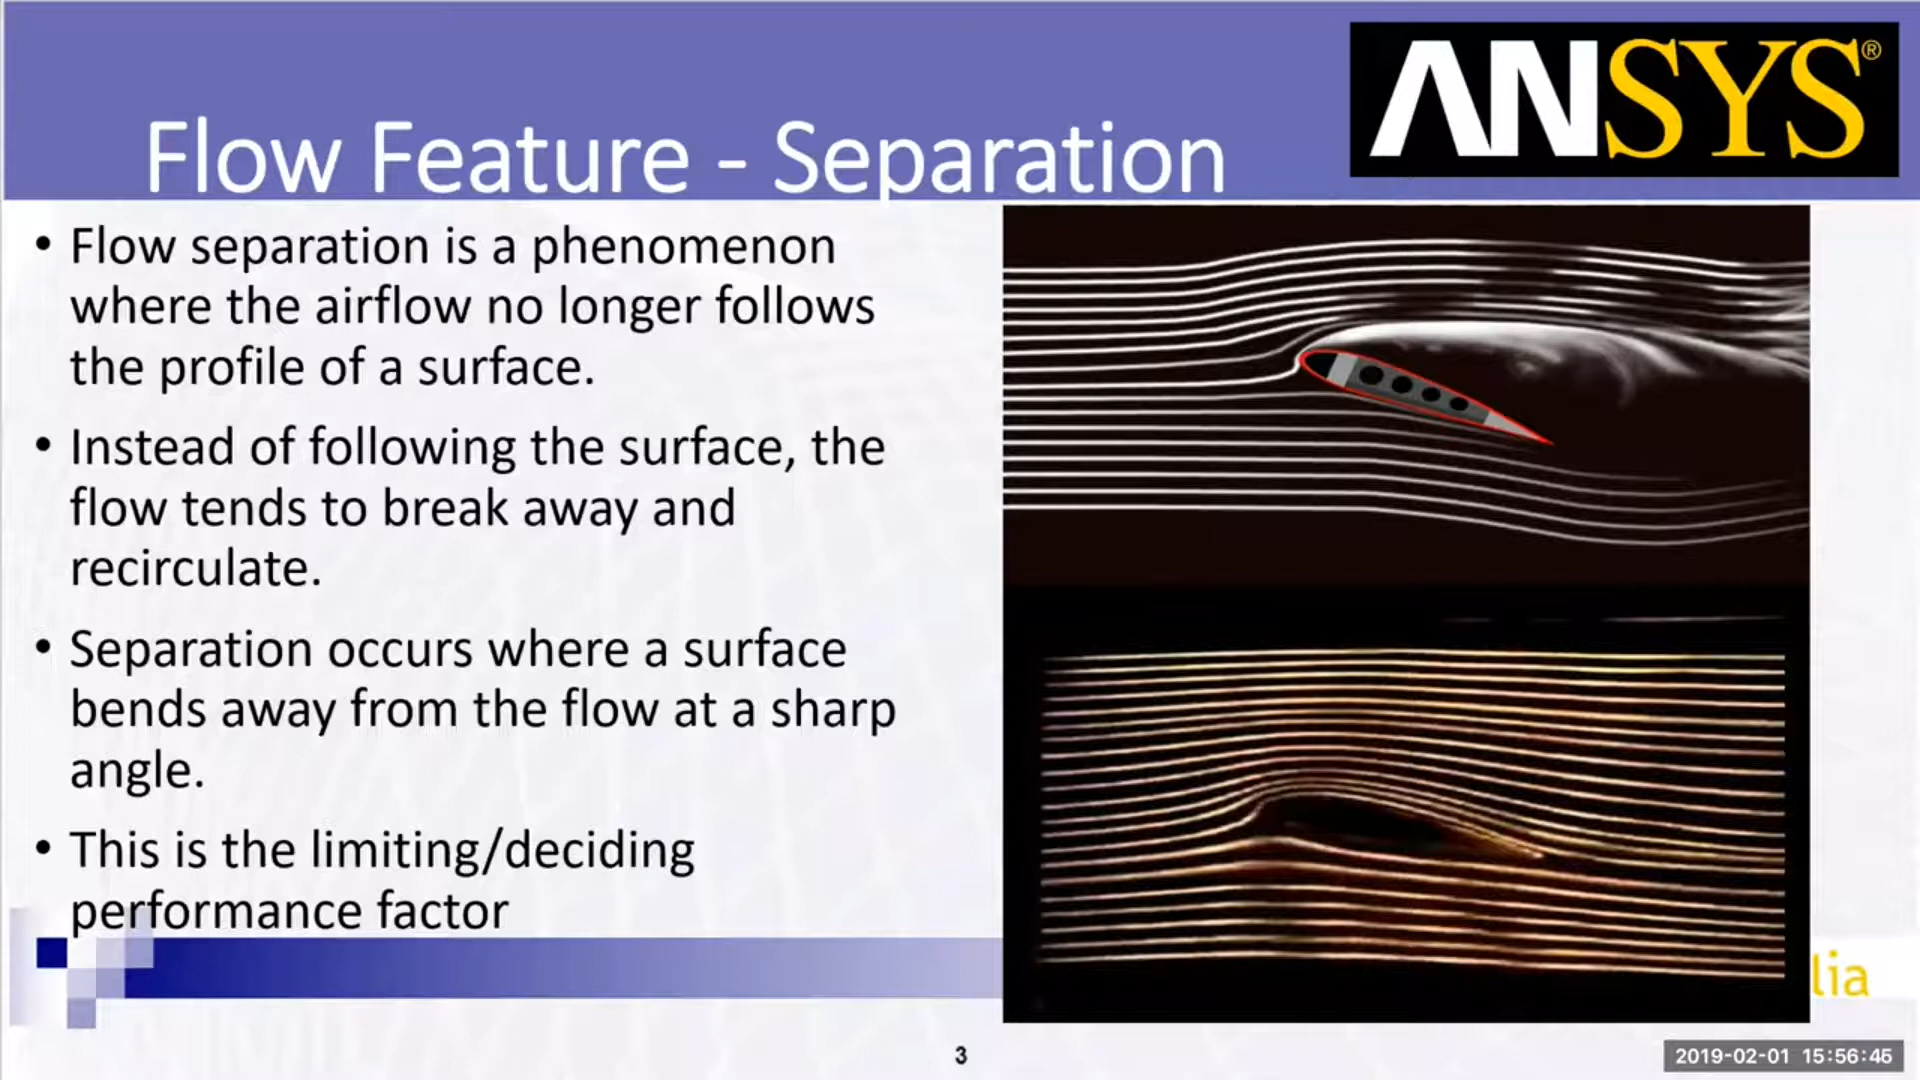 ANSYS®
Flow Feature - Separation
• Flow separation is a phenomenon
where the airflow no longer follows
the profile of a surface.
• Instead of following the surface, the
flow tends to break away and
recirculate.
• Separation occurs where a surface
bends away from the flow at a sharp
angle.
• This is the limiting/deciding
performance factor
lia
3
2019-02-01 15:56:45